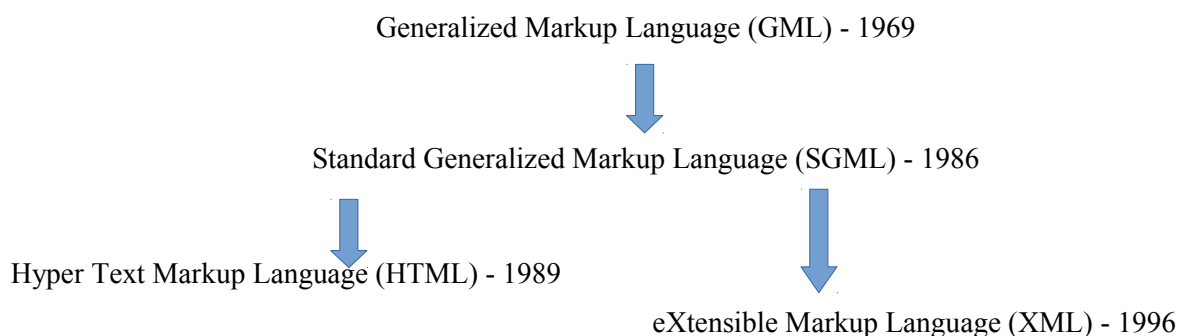 Generalized Markup Language (GML) - 1969
Standard Generalized Markup Language (SGML) - 1986
Hyper Text Markup Language (HTML) - 1989
eXtensible Markup Language (XML) - 1996